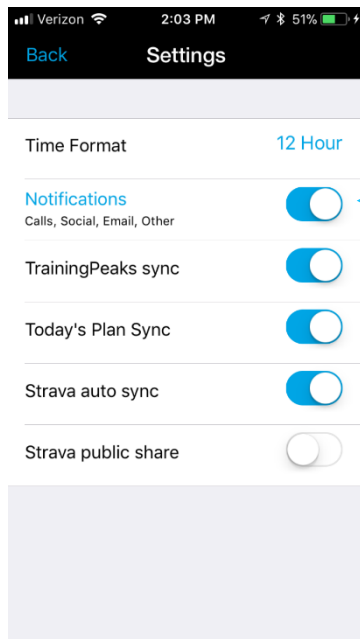 Verizon 2:03 PM 51%
Back Settings
Time Format 12 Hour
Notifications
Calls, Social, Email, Other
TrainingPeaks sync
Today's Plan Sync
Strava auto sync
Strava public share